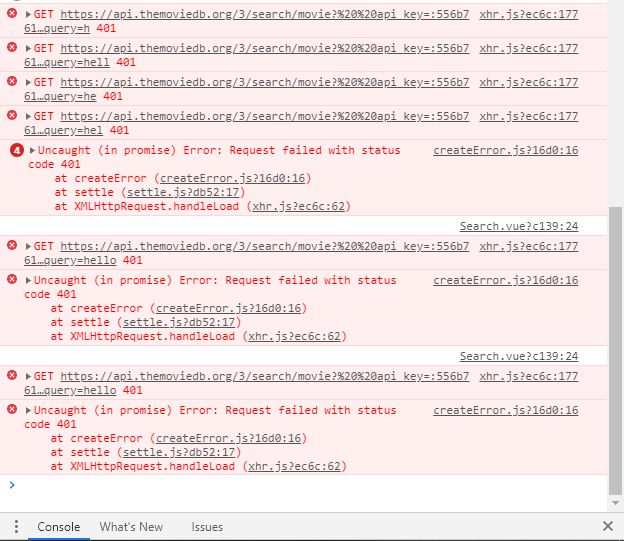 GET https://api.themoviedb.org/3/search/movie?%20%20api_key=:556b7 xhr.js?ec6c:177
61…query=h 401
GET https://api.themoviedb.org/3/search/movie?%20%20api_key=:556b7 xhr.js?ec6c:177
61…query=hell 401
GET https://api.themoviedb.org/3/search/movie?%20%20api_key=:556b7 xhr.js?ec6c:177
61…query=he 401
GET https://api.themoviedb.org/3/search/movie?%20%20api_key=:556b7 xhr.js?ec6c:177
61…query=hel 401
4 Uncaught (in promise) Error: Request failed with status createError.js?16d0:16
code 401
at createError (createError.js?16d0:16)
at settle (settle.js?db52:17)
at XMLHttpRequest.handleLoad (xhr.js?ec6c:62)
Search.vue?c139:24
GET https://api.themoviedb.org/3/search/movie?%20%20api_key=:556b7 xhr.js?ec6c:177
61…query=hello 401
Uncaught (in promise) Error: Request failed with status createError.js?16d0:16
code 401
at createError (createError.js?16d0:16)
at settle (settle.js?db52:17)
at XMLHttpRequest.handleLoad (xhr.js?ec6c:62)
Search.vue?c139:24
GET https://api.themoviedb.org/3/search/movie?%20%20api_key=:556b7 xhr.js?ec6c:177
61…query=hello 401
Uncaught (in promise) Error: Request failed with status createError.js?16d0:16
code 401
at createError (createError.js?16d0:16)
at settle (settle.js?db52:17)
at XMLHttpRequest.handleLoad (xhr.js?ec6c:62)
Console What's New Issues